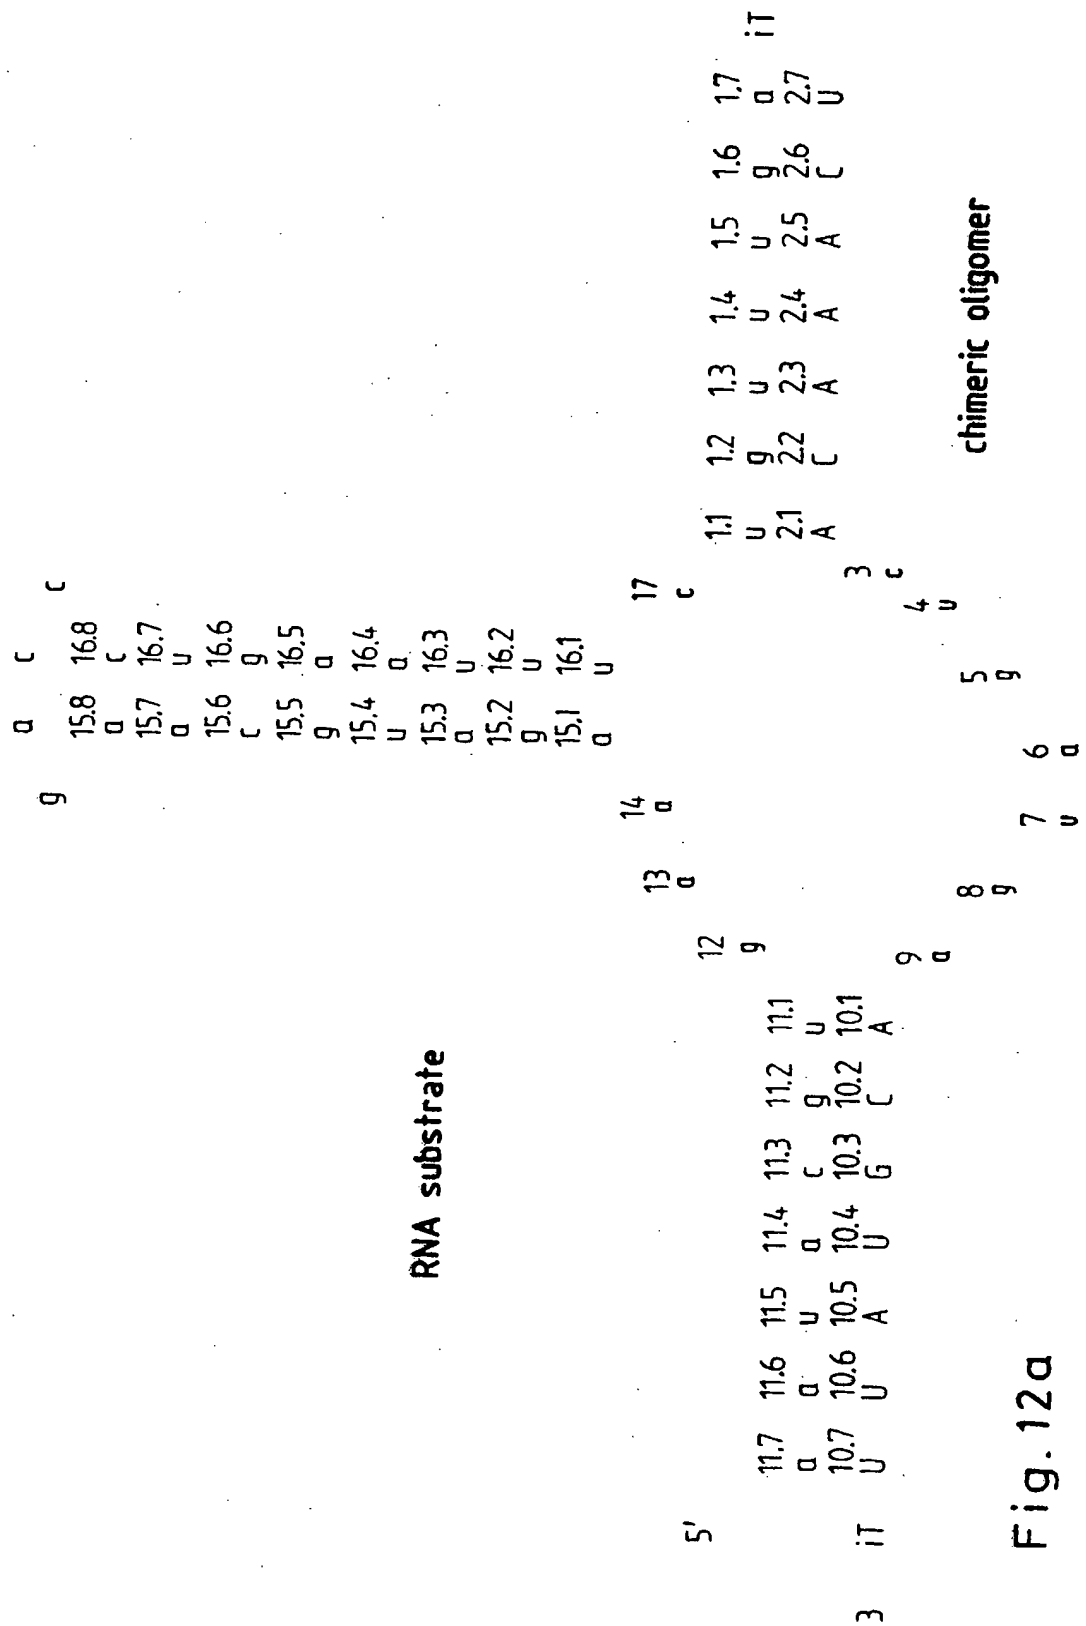 a c
g c
15.8 16.8
a c
15.7 16.7
a u
15.6 16.6
c g
15.5 16.5
g a
15.4 16.4
u a
RNA substrate
15.3 16.3
a u
15.2 16.2
g u
15.1 16.1
a u
14 17
a c
13
a
5'
12
g
1.1 1.2 1.3 1.4 1.5 1.6 1.7
u g u u u g a iT
2.1 2.2 2.3 2.4 2.5 2.6 2.7
A C A A A C U
11.7 11.6 11.5 11.4 11.3 11.2 11.1
a a u a c g u
10.7 10.6 10.5 10.4 10.3 10.2 10.1
3 iT U U A U G C A
3
c
9 4
a u
chimeric oligomer
8 5
g g
7 6
u a
Fig. 12a